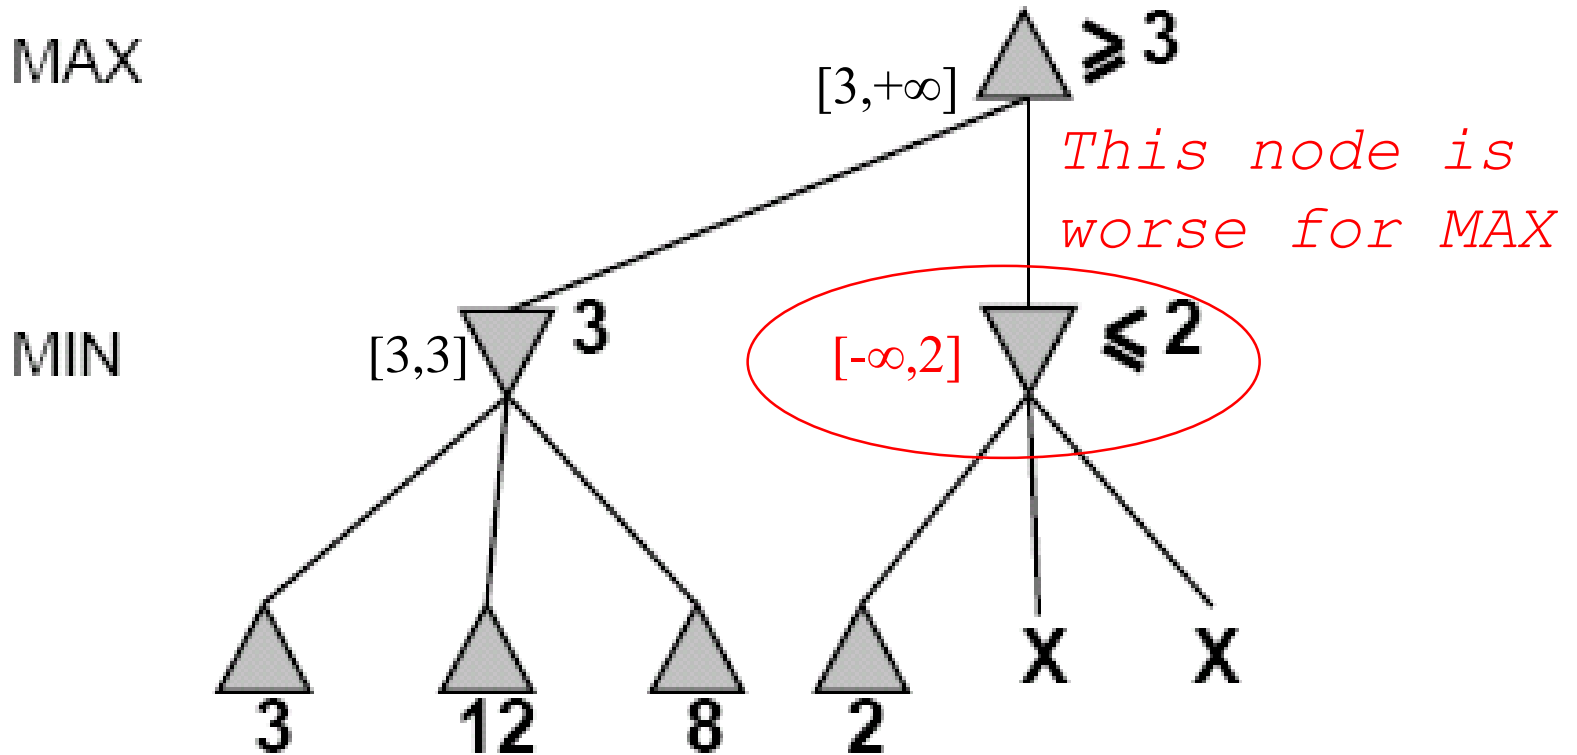 MAX
⩾ 3
[3,+∞]
This node is
worse for MAX
MIN
[3,3]
3
[-∞,2]
⩽ 2
3
12
8
2
X
X